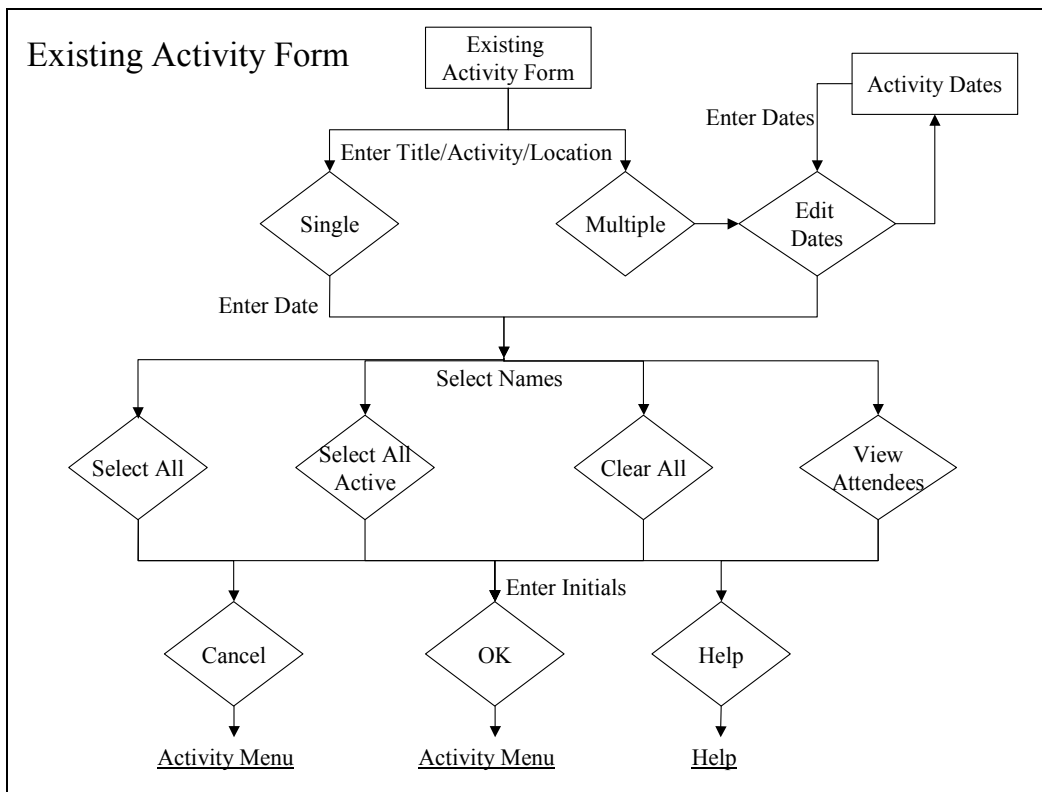 Existing Activity Form
Existing
Activity Form
Activity Dates
Enter Dates
Enter Title/Activity/Location
Single
Multiple
Edit
Dates
Enter Date
Select Names
Select All
Select All
Active
Clear All
View
Attendees
Enter Initials
Cancel
OK
Help
Activity Menu
Activity Menu
Help